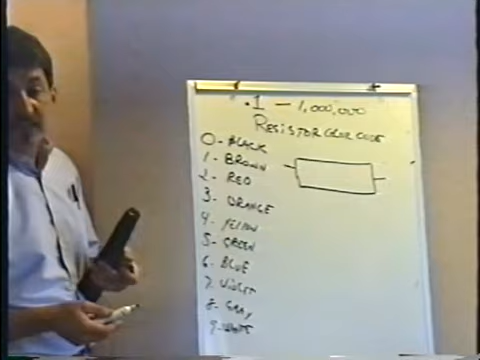 .1 — 1,000,000
RESISTOR COLOR CODE
0- BLACK
1- BROWN
2- RED
3- ORANGE
4- YELLOW
5- GREEN
6- BLUE
7- VIOLET
8- GRAY
9- WHITE